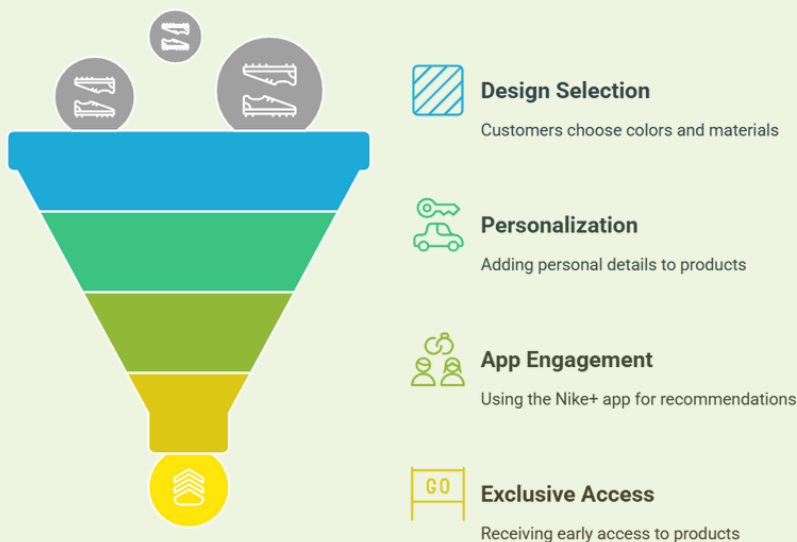 Design Selection
Customers choose colors and materials
Personalization
Adding personal details to products
App Engagement
Using the Nike+ app for recommendations
GO
Exclusive Access
Receiving early access to products